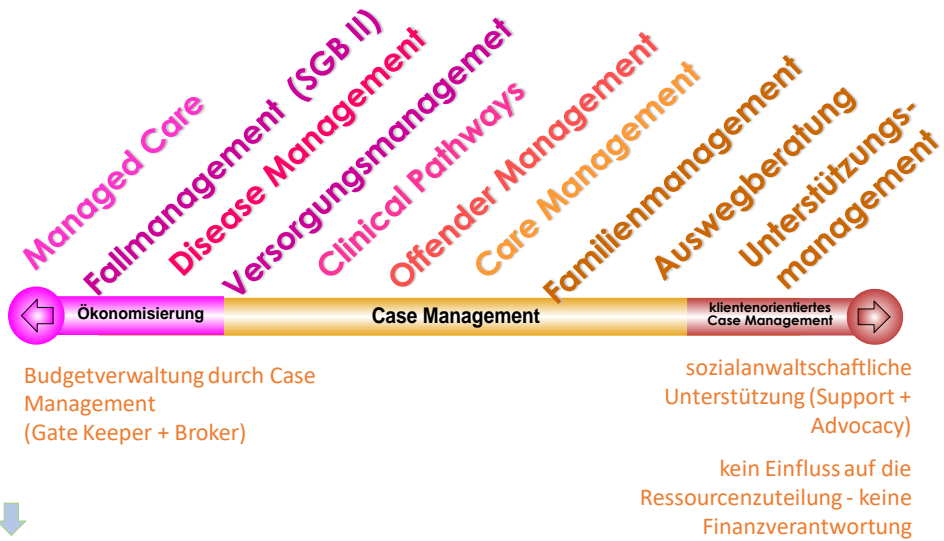 Managed Care
Fallmanagement (SGB II)
Disease Management
Versorgungsmanagemet
Clinical Pathways
Offender Management
Care Management
Familienmanagement
Auswegberatung
Unterstützungs-
management
Ökonomisierung
Case Management
klientenorientiertes
Case Management
Budgetverwaltung durch Case
Management
(Gate Keeper + Broker)
sozialanwaltschaftliche
Unterstützung (Support +
Advocacy)
kein Einfluss auf die
Ressourcenzuteilung - keine
Finanzverantwortung